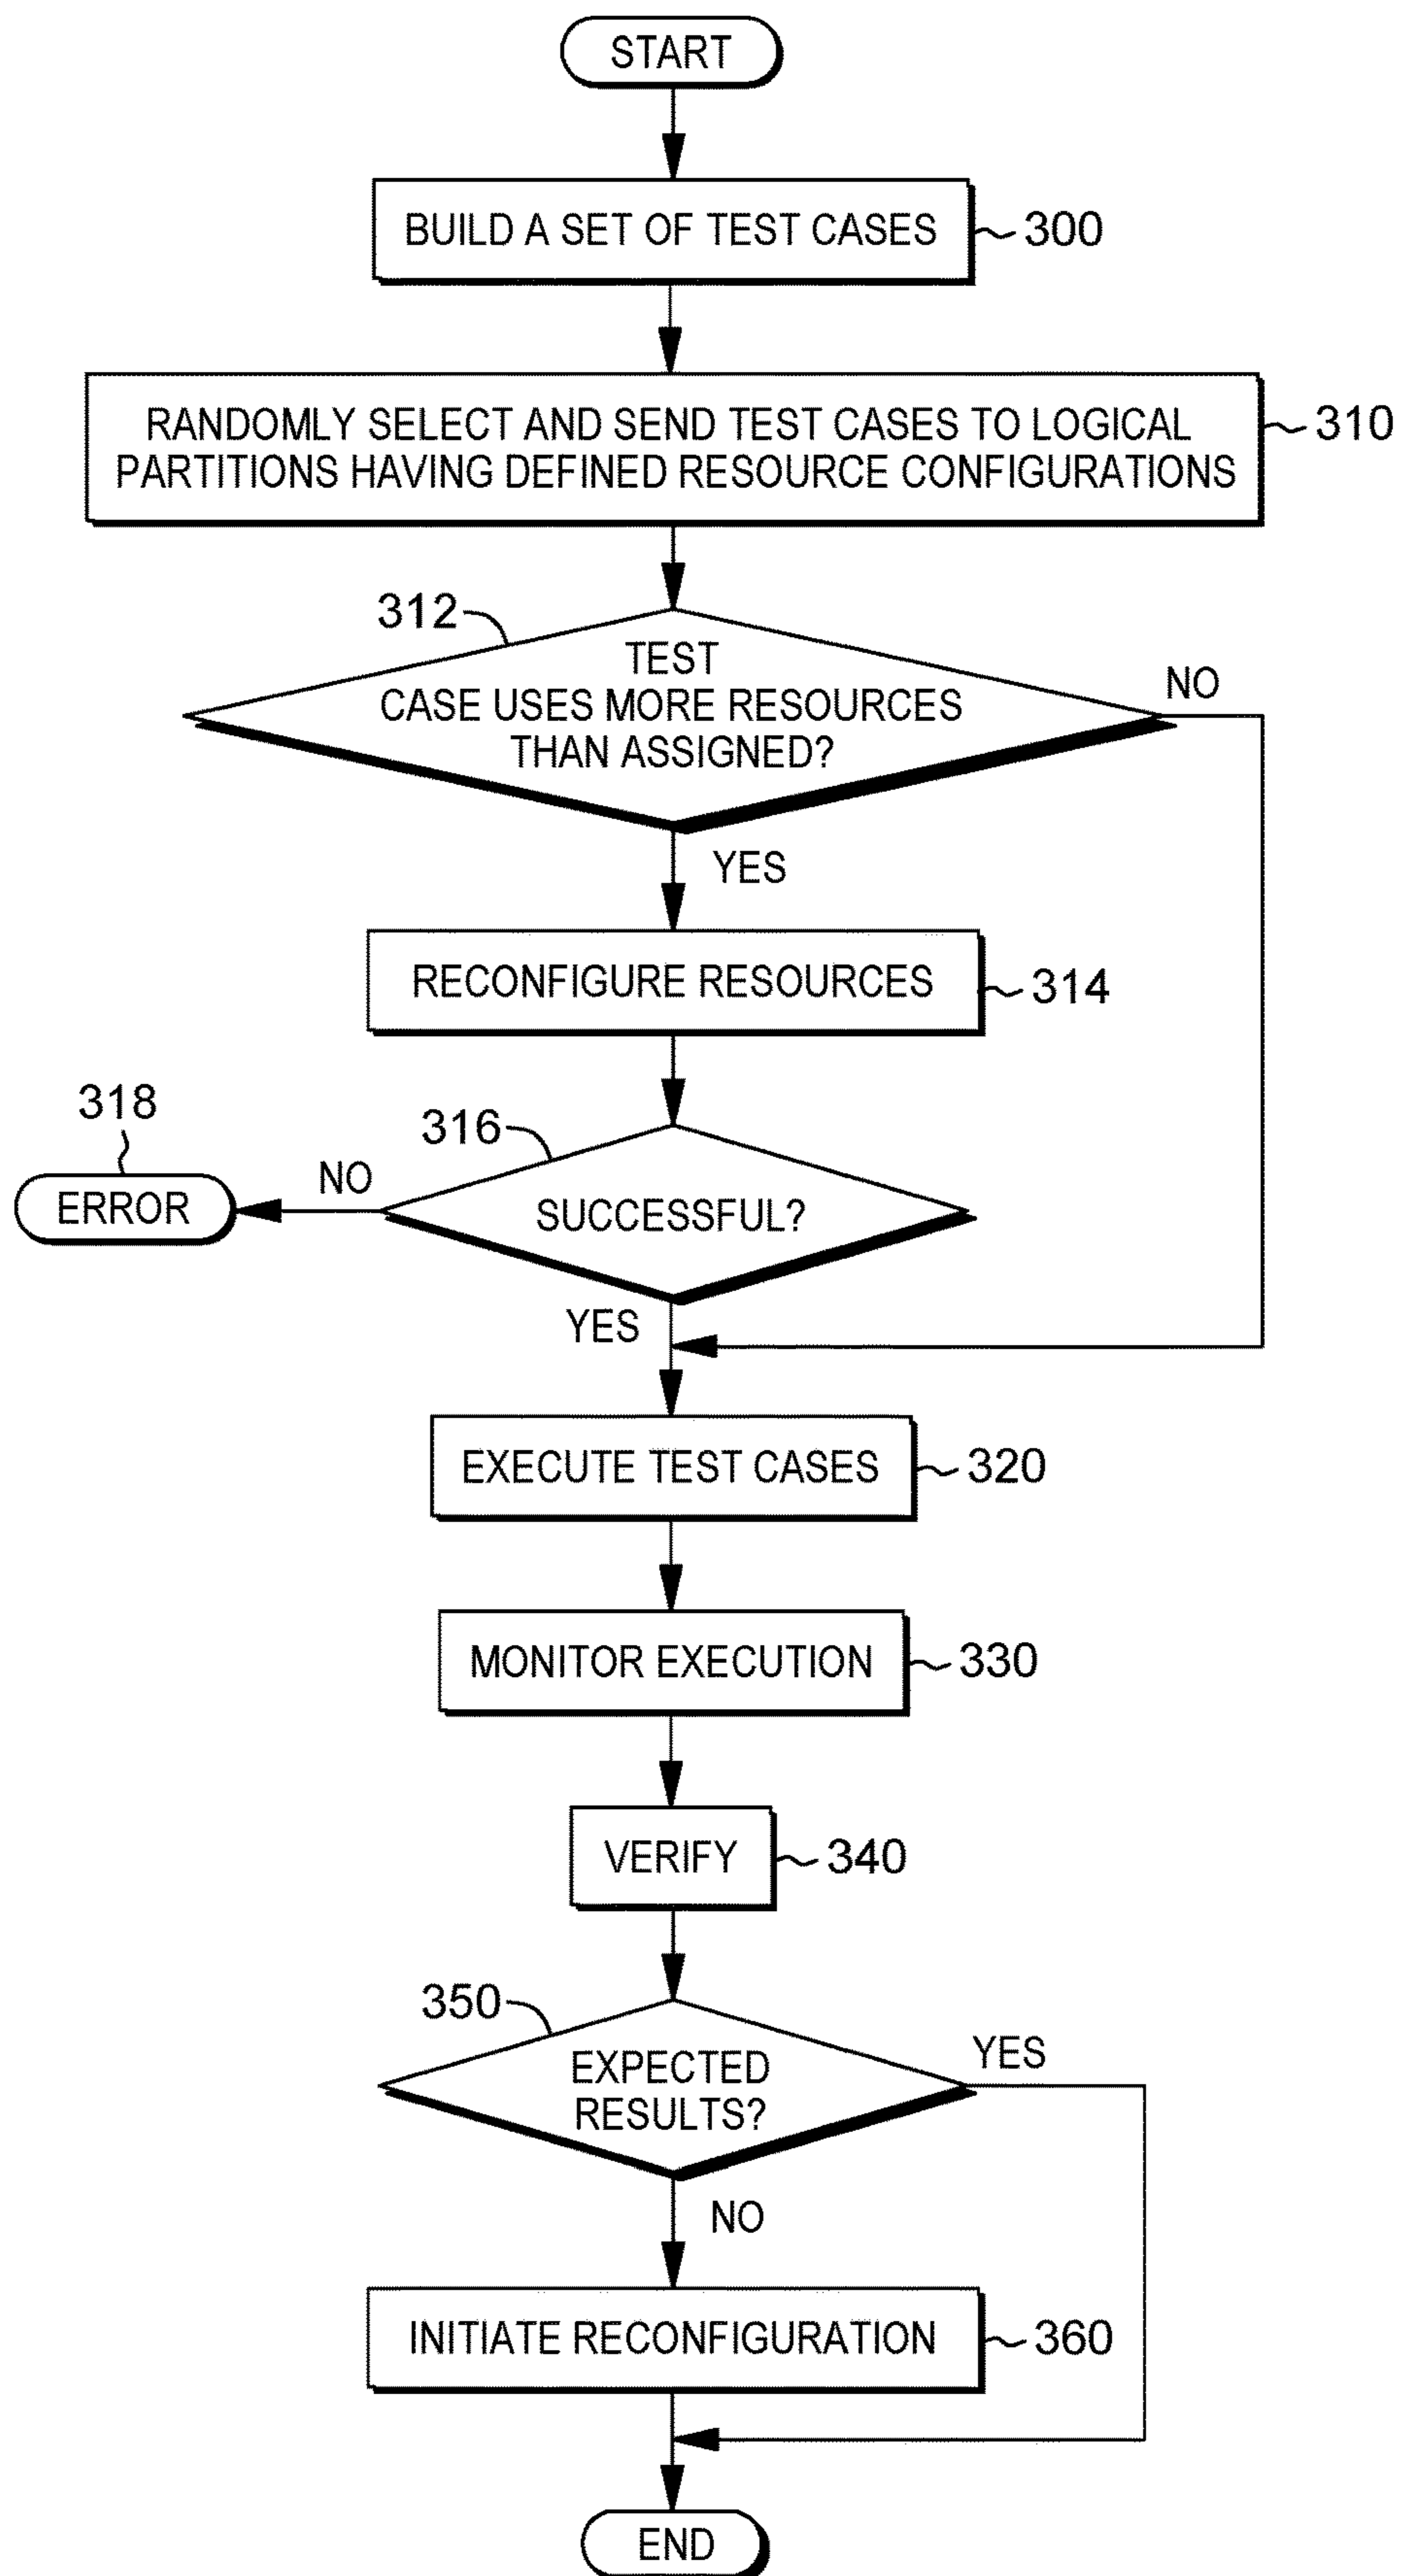 START
BUILD A SET OF TEST CASES
300
RANDOMLY SELECT AND SEND TEST CASES TO LOGICAL
PARTITIONS HAVING DEFINED RESOURCE CONFIGURATIONS
310
312
TEST
CASE USES MORE RESOURCES
THAN ASSIGNED?
NO
YES
RECONFIGURE RESOURCES
314
318
316
ERROR
NO
SUCCESSFUL?
YES
EXECUTE TEST CASES
320
MONITOR EXECUTION
330
VERIFY
340
350
EXPECTED
RESULTS?
YES
NO
INITIATE RECONFIGURATION
360
END